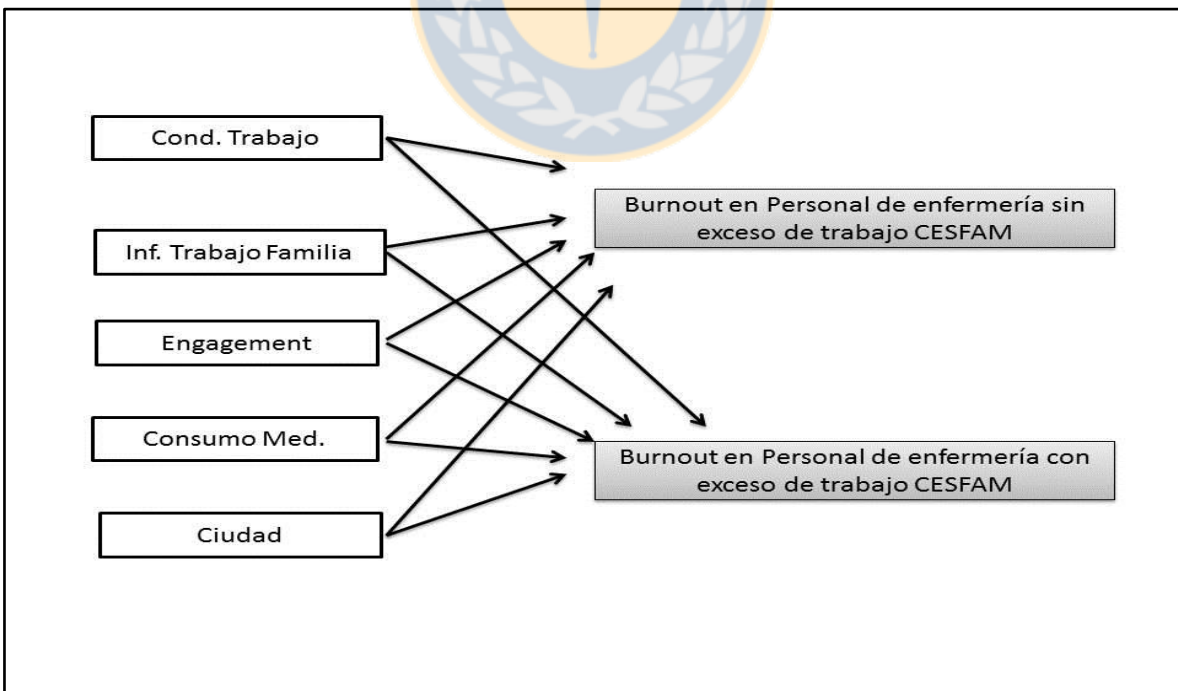 Cond. Trabajo
Inf. Trabajo Familia
Engagement
Consumo Med.
Ciudad
Burnout en Personal de enfermería sin
exceso de trabajo CESFAM
Burnout en Personal de enfermería con
exceso de trabajo CESFAM